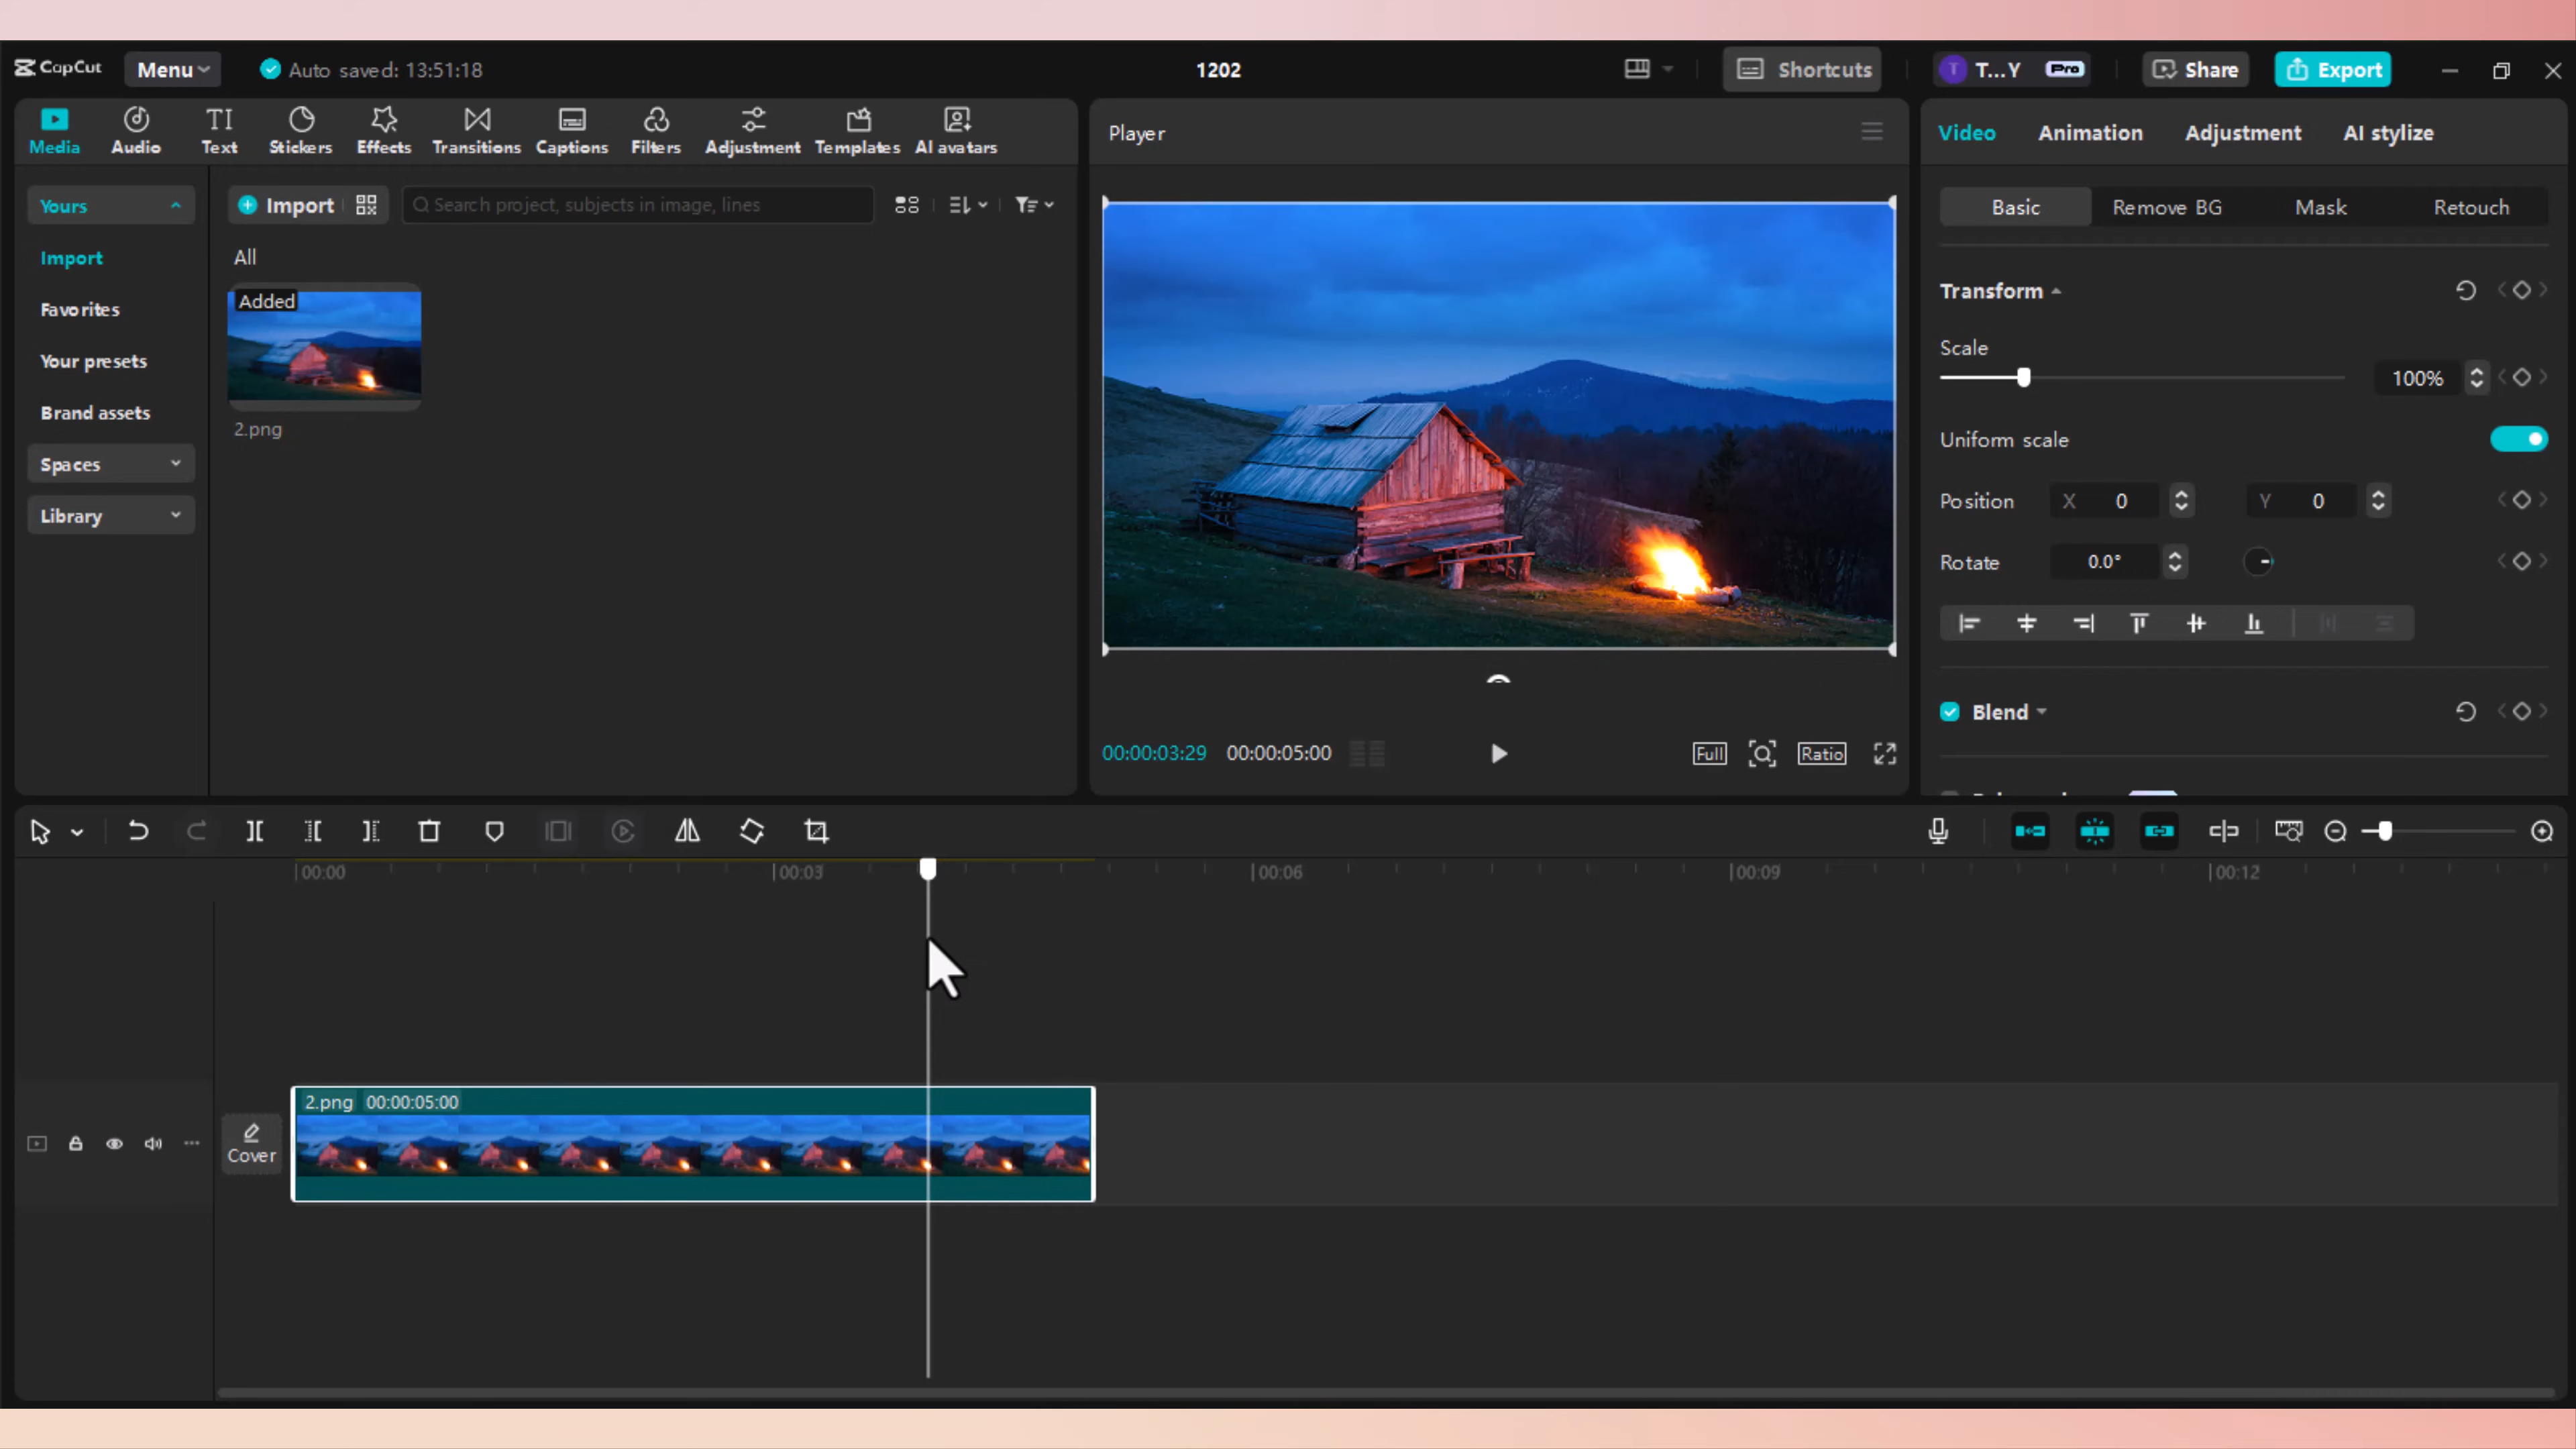 CapCut Menu Auto saved: 13:51:18 1202 Shortcuts T T...Y Pro Share Export
Media Audio Text Stickers Effects Transitions Captions Filters Adjustment Templates AI avatars
Player
Video Animation Adjustment AI stylize
Yours
Import
Favorites
Your presets
Brand assets
Spaces
Library
Import Search project, subjects in image, lines
All
Added
2.png
00:00:03:29 00:00:05:00 Full Ratio
Basic Remove BG Mask Retouch
Transform
Scale
100%
Uniform scale
Position X 0 Y 0
Rotate 0.0°
Blend
00:00 00:03 00:06 00:09 00:12
Cover
2.png 00:00:05:00